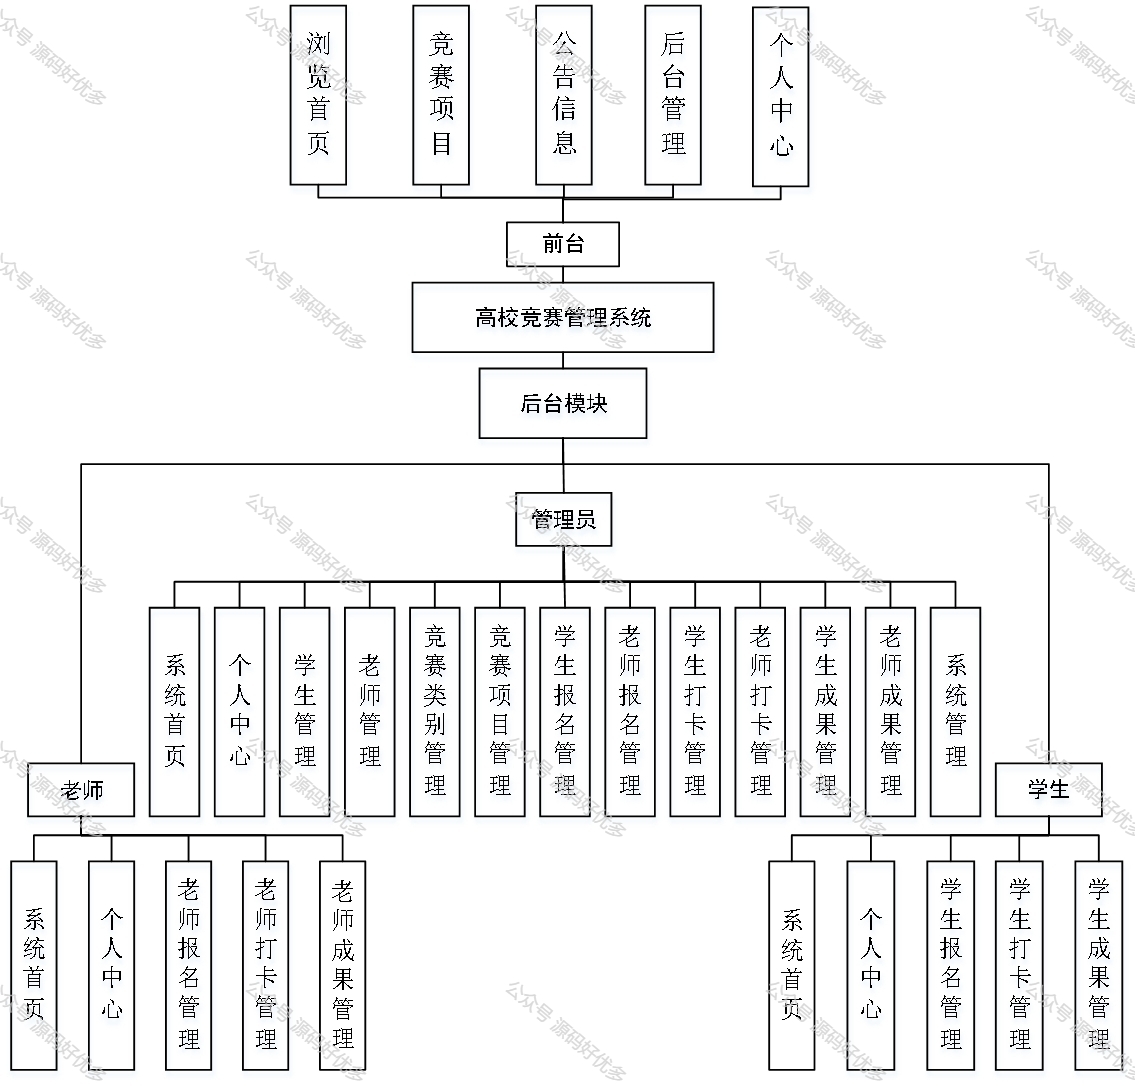 浏览首页
竞赛项目
公告信息
后台管理
个人中心
前台
高校竞赛管理系统
后台模块
管理员
系统首页
个人中心
学生管理
老师管理
竞赛类别管理
竞赛项目管理
学生报名管理
老师报名管理
学生打卡管理
老师打卡管理
学生成果管理
老师成果管理
系统管理
老师
学生
系统首页
个人中心
老师报名管理
老师打卡管理
老师成果管理
系统首页
个人中心
学生报名管理
学生打卡管理
学生成果管理
公众号 源码好优多